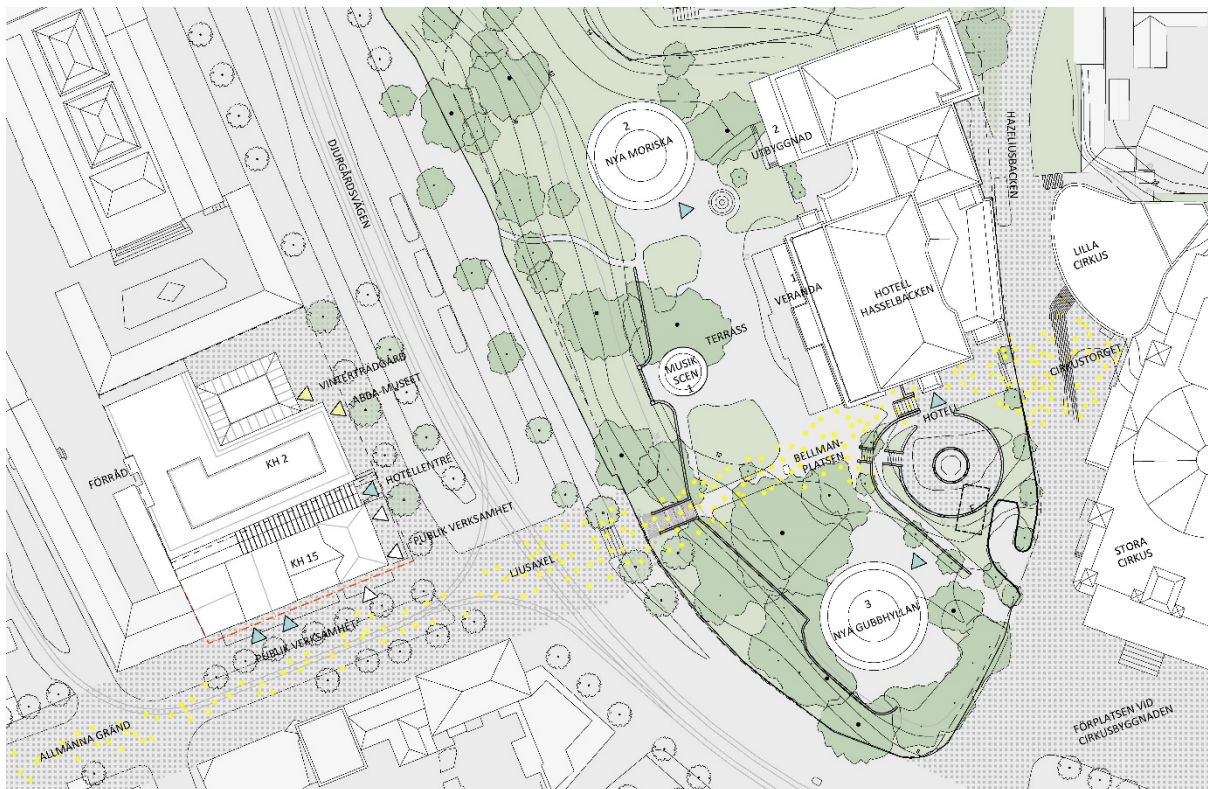 DJURGÅRDSVÄGEN
2
NYA MORISKA
2
UTBYGGNAD
HAZELIUSBACKEN
LILLA
CIRKUS
1
VERANDA
HOTELL
HASSELBACKEN
TERRASS
MUSIK
SCEN
1
CIRKUSTORGET
VINTERTRÄDGÅRD
ABBA-MUSEET
HOTELL
BELLMAN-
PLATSEN
KH 2
FÖRRÅD
HOTELLENTRÉ
PUBLIK VERKSAMHET
LJUSAXEL
KH 15
STORA
CIRKUS
3
NYA GUBBHYLLAN
PUBLIK VERKSAMHET
ALLMÄNNA GRÄND
FÖRPLATSEN VID
CIRKUSBYGGNADEN